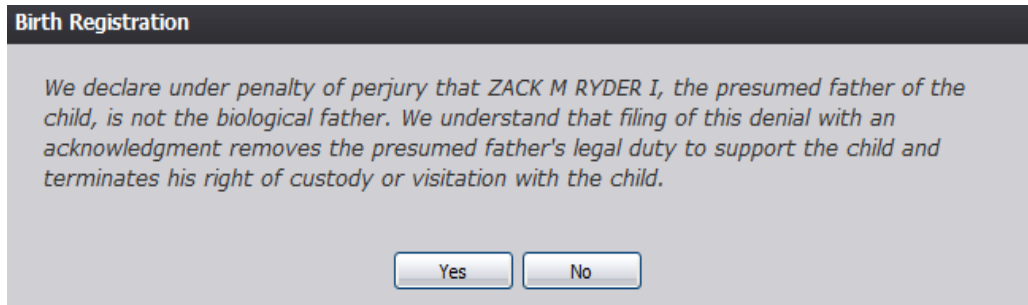 Birth Registration
We declare under penalty of perjury that ZACK M RYDER I, the presumed father of the
child, is not the biological father. We understand that filing of this denial with an
acknowledgment removes the presumed father's legal duty to support the child and
terminates his right of custody or visitation with the child.
Yes No